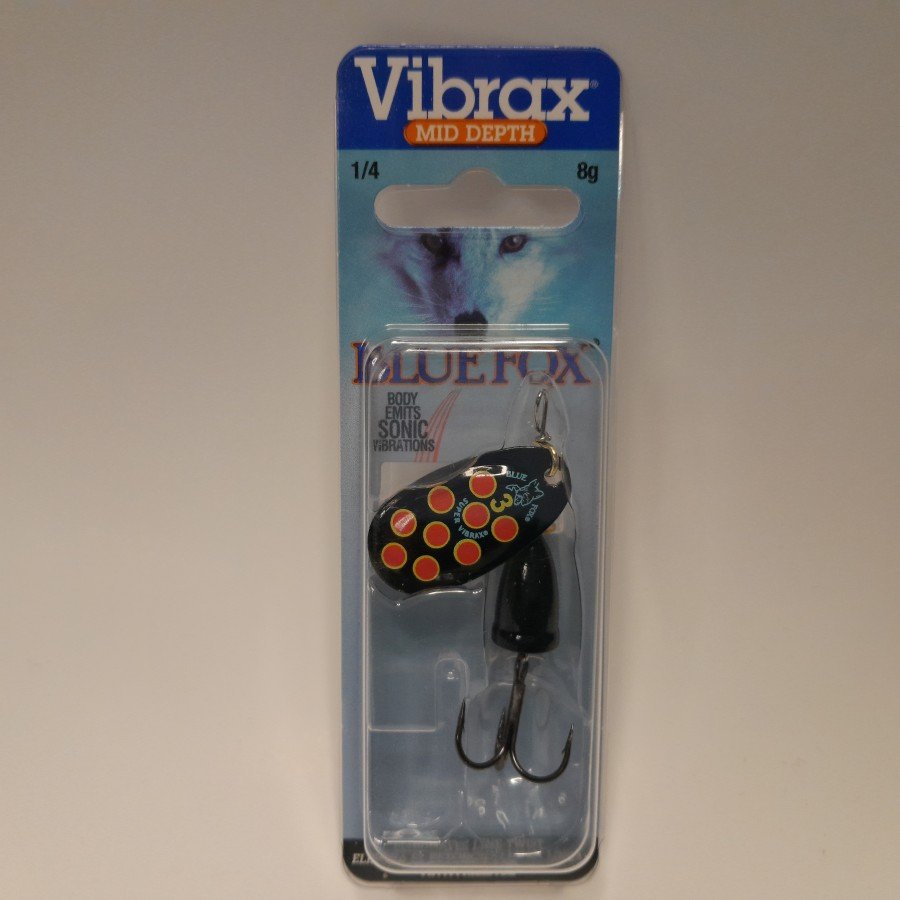 Vibrax®
MID DEPTH
1/4 8g
BLUE FOX
BODY
EMITS
SONIC
ViBRATIONS
BLUE
FOX®
3
SUPER VIBRAX®